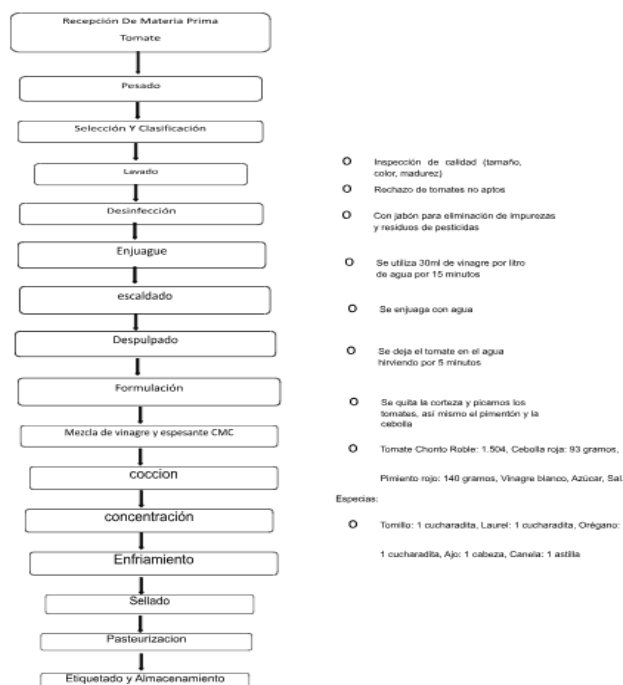 Recepción De Materia Prima
Tomate
Pesado
Selección Y Clasificación
Lavado
Desinfección
Enjuague
escaldado
Despulpado
Formulación
Mezcla de vinagre y espesante CMC
coccion
concentración
Enfriamiento
Sellado
Pasteurizacion
Etiquetado y Almacenamiento
O Inspección de calidad (tamaño,
color, madurez)
O Rechazo de tomates no aptos
O Con jabón para eliminación de impurezas
y residuos de pesticidas
O Se utiliza 30ml de vinagre por litro
de agua por 15 minutos
O Se enjuaga con agua
O Se deja el tomate en el agua
hirviendo por 5 minutos
O Se quita la corteza y picamos los
tomates, así mismo el pimentón y la
cebolla
O Tomate Chonto Roble: 1.504, Cebolla roja: 93 gramos,
Pimiento rojo: 140 gramos, Vinagre blanco, Azúcar, Sal.
Especias:
O Tomillo: 1 cucharadita, Laurel: 1 cucharadita, Orégano:
1 cucharadita, Ajo: 1 cabeza, Canela: 1 astilla